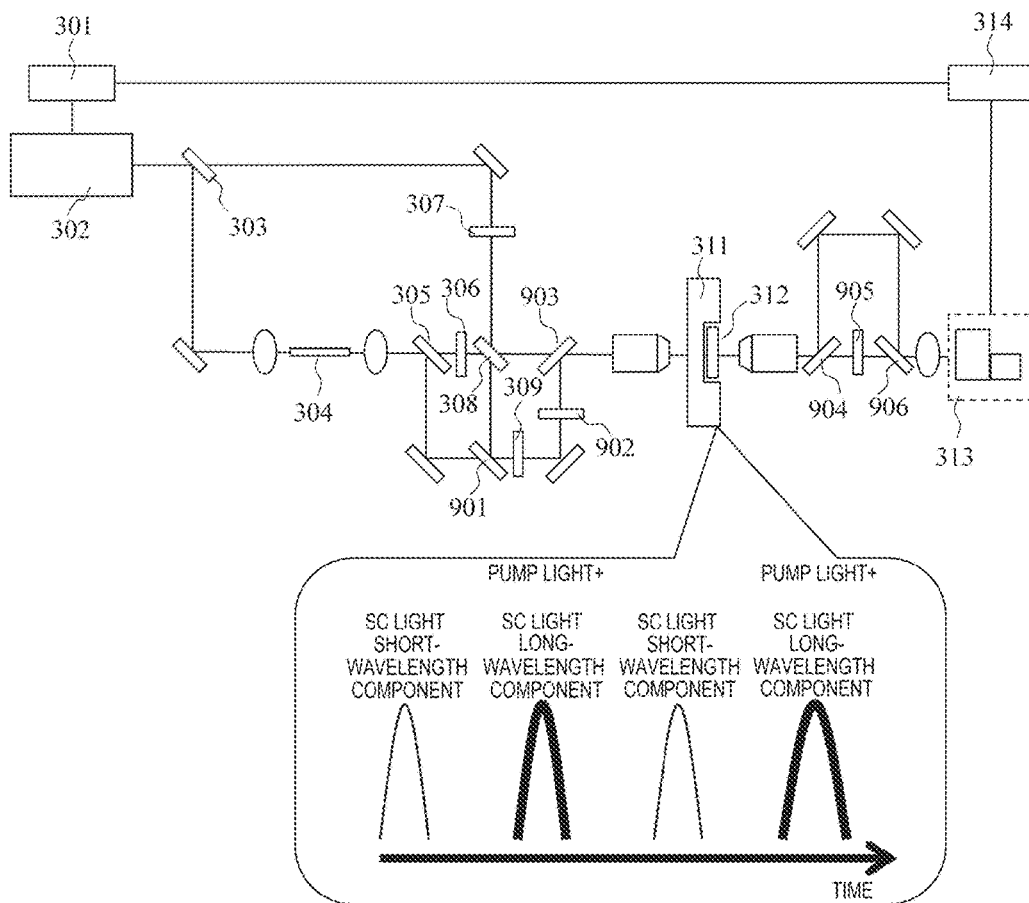 301
314
302
303
307
311
305
306
903
312
905
304
308
309
902
904
906
313
901
PUMP LIGHT+
PUMP LIGHT+
SC LIGHT
SHORT-
WAVELENGTH
COMPONENT
SC LIGHT
LONG-
WAVELENGTH
COMPONENT
SC LIGHT
SHORT-
WAVELENGTH
COMPONENT
SC LIGHT
LONG-
WAVELENGTH
COMPONENT
TIME